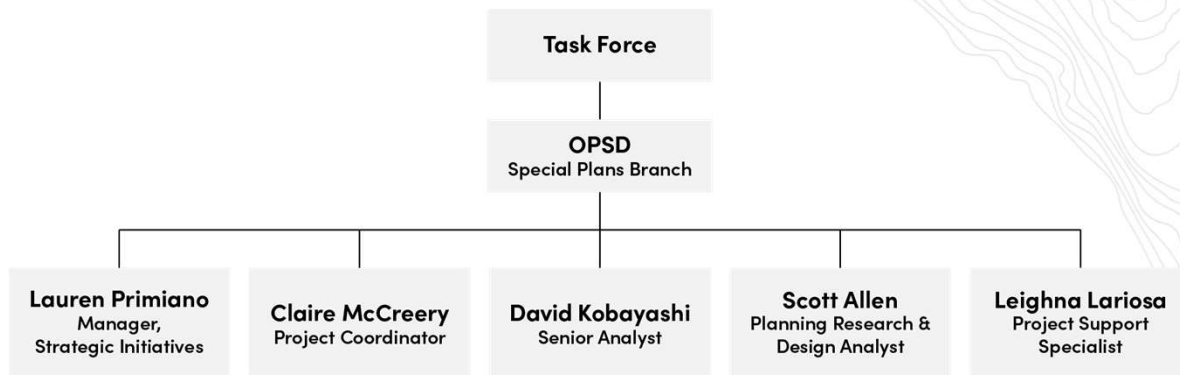 Task Force
OPSD
Special Plans Branch
Lauren Primiano
Manager,
Strategic Initiatives
Claire McCreery
Project Coordinator
David Kobayashi
Senior Analyst
Scott Allen
Planning Research &
Design Analyst
Leighna Lariosa
Project Support
Specialist